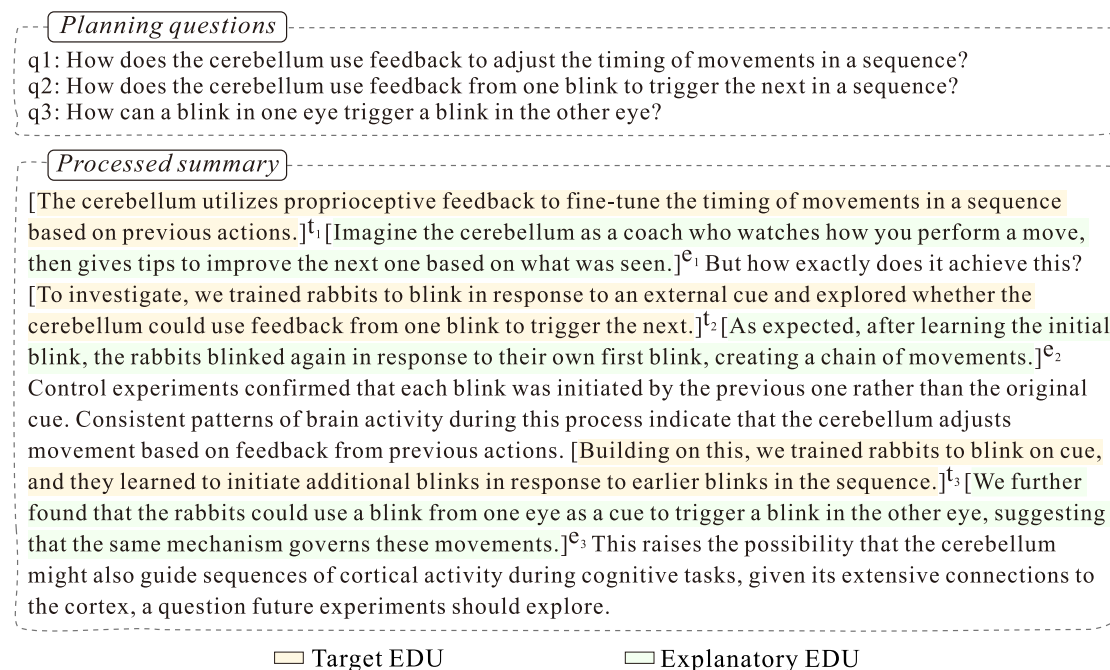 Planning questions
q1: How does the cerebellum use feedback to adjust the timing of movements in a sequence?
q2: How does the cerebellum use feedback from one blink to trigger the next in a sequence?
q3: How can a blink in one eye trigger a blink in the other eye?
Processed summary
[The cerebellum utilizes proprioceptive feedback to fine-tune the timing of movements in a sequence
based on previous actions.]t1 [Imagine the cerebellum as a coach who watches how you perform a move,
then gives tips to improve the next one based on what was seen.]e1 But how exactly does it achieve this?
[To investigate, we trained rabbits to blink in response to an external cue and explored whether the
cerebellum could use feedback from one blink to trigger the next.]t2 [As expected, after learning the initial
blink, the rabbits blinked again in response to their own first blink, creating a chain of movements.]e2
Control experiments confirmed that each blink was initiated by the previous one rather than the original
cue. Consistent patterns of brain activity during this process indicate that the cerebellum adjusts
movement based on feedback from previous actions. [Building on this, we trained rabbits to blink on cue,
and they learned to initiate additional blinks in response to earlier blinks in the sequence.]t3 [We further
found that the rabbits could use a blink from one eye as a cue to trigger a blink in the other eye, suggesting
that the same mechanism governs these movements.]e3 This raises the possibility that the cerebellum
might also guide sequences of cortical activity during cognitive tasks, given its extensive connections to
the cortex, a question future experiments should explore.
Target EDU
Explanatory EDU